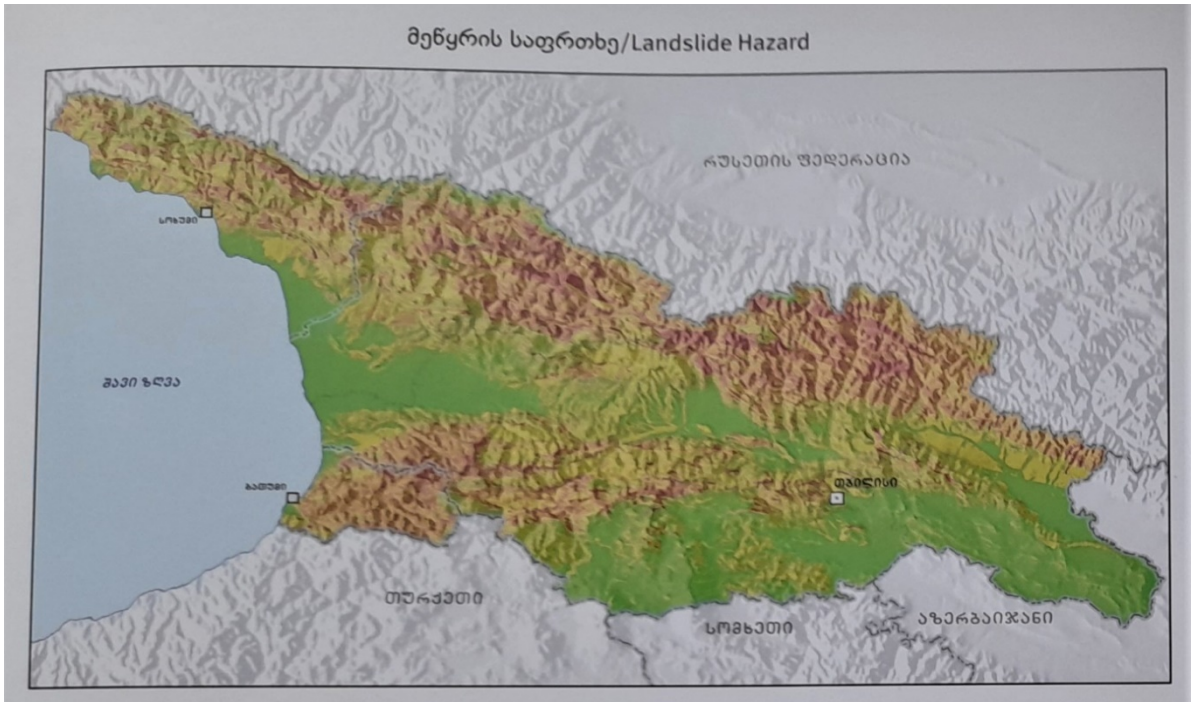 მეწყრის საფრთხე/Landslide Hazard
რუსეთის ფედერაცია
სოხუმი
შავი ზღვა
ბათუმი
თბილისი
თურქეთი
სომხეთი
აზერბაიჯანი